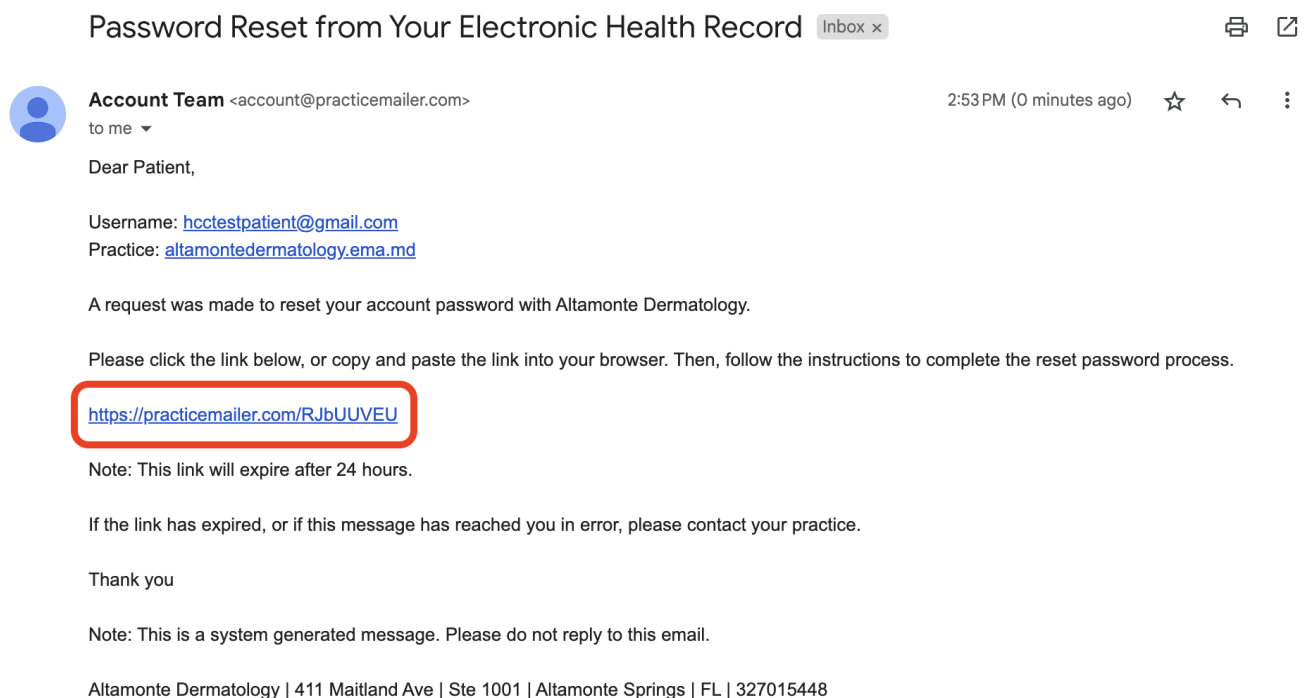 Password Reset from Your Electronic Health Record Inbox ×
Account Team <account@practicemailer.com> 2:53 PM (0 minutes ago)
to me
Dear Patient,
Username: hcctestpatient@gmail.com
Practice: altamontedermatology.ema.md
A request was made to reset your account password with Altamonte Dermatology.
Please click the link below, or copy and paste the link into your browser. Then, follow the instructions to complete the reset password process.
https://practicemailer.com/RJbUUVEU
Note: This link will expire after 24 hours.
If the link has expired, or if this message has reached you in error, please contact your practice.
Thank you
Note: This is a system generated message. Please do not reply to this email.
Altamonte Dermatology | 411 Maitland Ave | Ste 1001 | Altamonte Springs | FL | 327015448